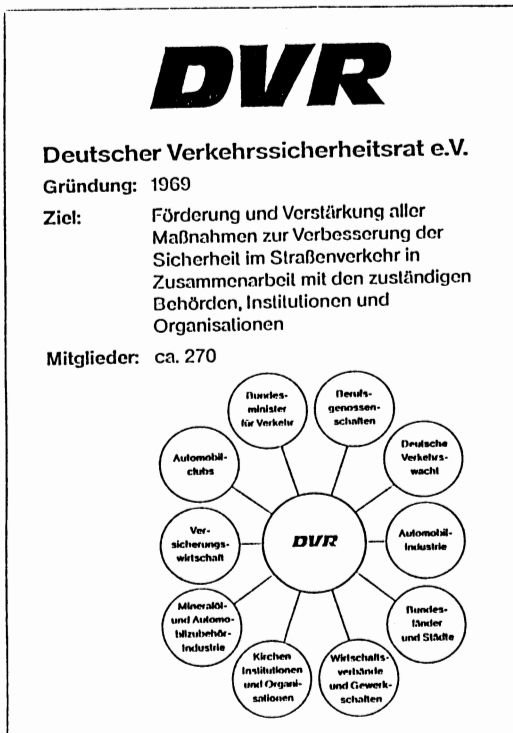 DVR
Deutscher Verkehrssicherheitsrat e.V.
Gründung: 1969
Ziel: Förderung und Verstärkung aller
Maßnahmen zur Verbesserung der
Sicherheit im Straßenverkehr in
Zusammenarbeit mit den zuständigen
Behörden, Institutionen und
Organisationen
Mitglieder: ca. 270
Bundes-
minister
für Verkehr
Berufs-
genossen-
schaften
Deutsche
Verkehrs-
wacht
Automobil-
Industrie
Bundes-
länder
und Städte
Wirtschafts-
verbände
und Gewerk-
schaften
Kirchen
Institutionen
und Organi-
sationen
Mineralöl-
und Automo-
bilzubehör-
Industrie
Ver-
sicherungs-
wirtschaft
Automobil-
clubs
DVR